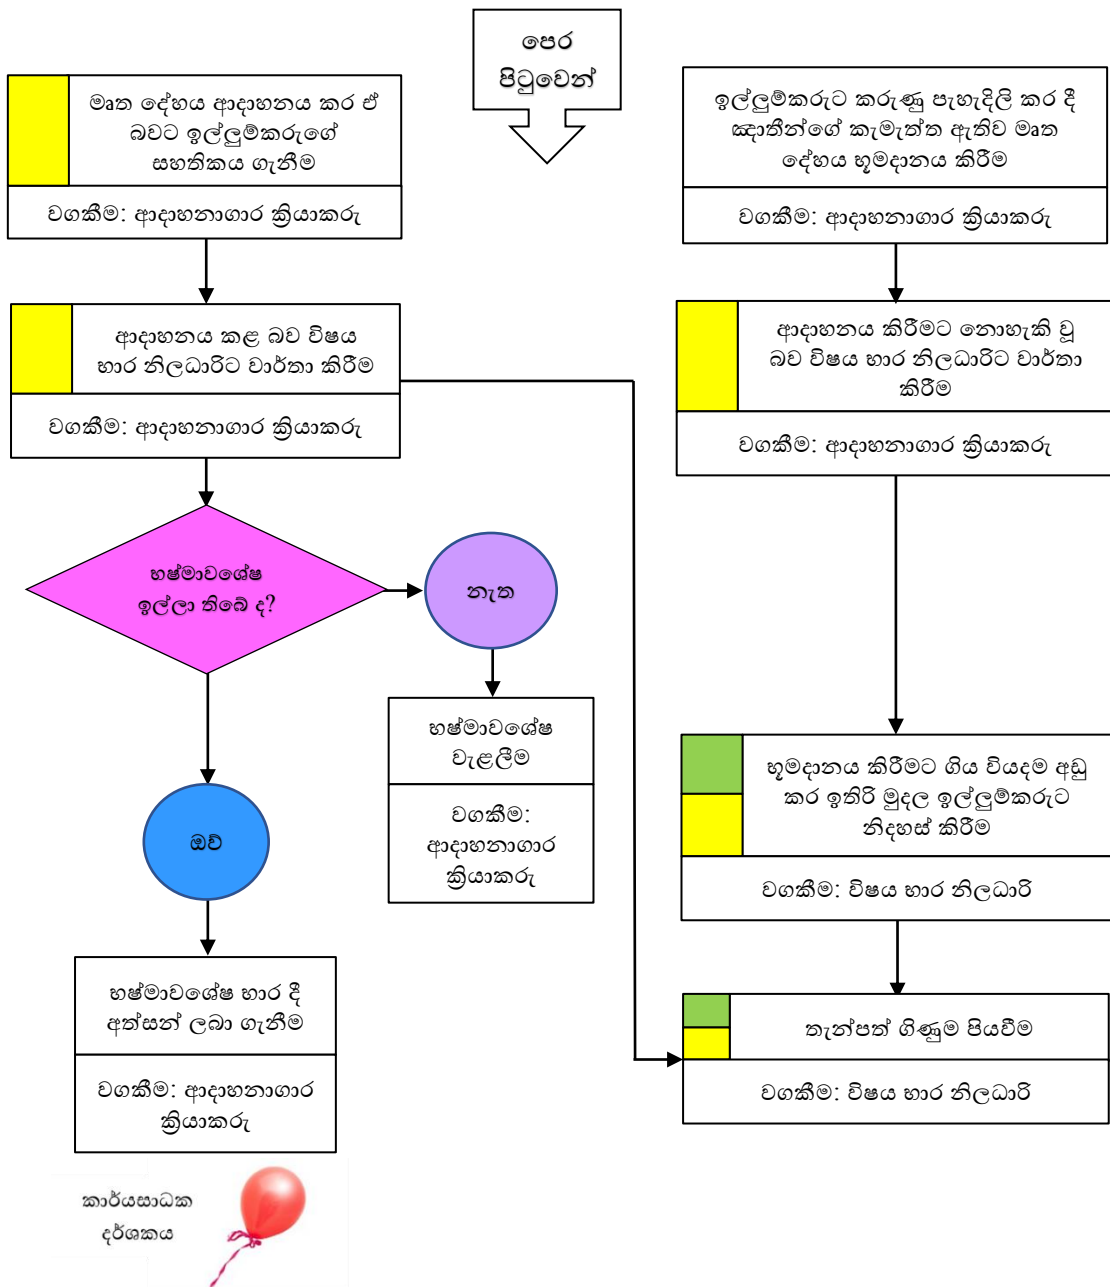 පෙර
පිටුවෙන්
මෘත දේහය ආදාහනය කර ඒ
බවට ඉල්ලුම්කරුගේ
සහතිකය ගැනීම
වගකීම: ආදාහනාගාර ක්‍රියාකරු
ආදාහනය කළ බව විෂය
භාර නිලධාරිට වාර්තා කිරීම
වගකීම: ආදාහනාගාර ක්‍රියාකරු
භෂ්මාවශේෂ
ඉල්ලා තිබේ ද?
නැත
භෂ්මාවශේෂ
වැළලීම
වගකීම:
ආදාහනාගාර
ක්‍රියාකරු
ඔව්
භෂ්මාවශේෂ භාර දී
අත්සන් ලබා ගැනීම
වගකීම: ආදාහනාගාර
ක්‍රියාකරු
ඉල්ලුම්කරුට කරුණු පැහැදිලි කර දී
ඤාතීන්ගේ කැමැත්ත ඇතිව මෘත
දේහය භූමදානය කිරීම
වගකීම: ආදාහනාගාර ක්‍රියාකරු
ආදාහනය කිරීමට නොහැකි වූ
බව විෂය භාර නිලධාරිට වාර්තා
කිරීම
වගකීම: ආදාහනාගාර ක්‍රියාකරු
භූමදානය කිරීමට ගිය වියදම අඩු
කර ඉතිරි මුදල ඉල්ලුම්කරුට
නිදහස් කිරීම
වගකීම: විෂය භාර නිලධාරි
තැන්පත් ගිණුම පියවීම
වගකීම: විෂය භාර නිලධාරි
කාර්යසාධක
දර්ශකය